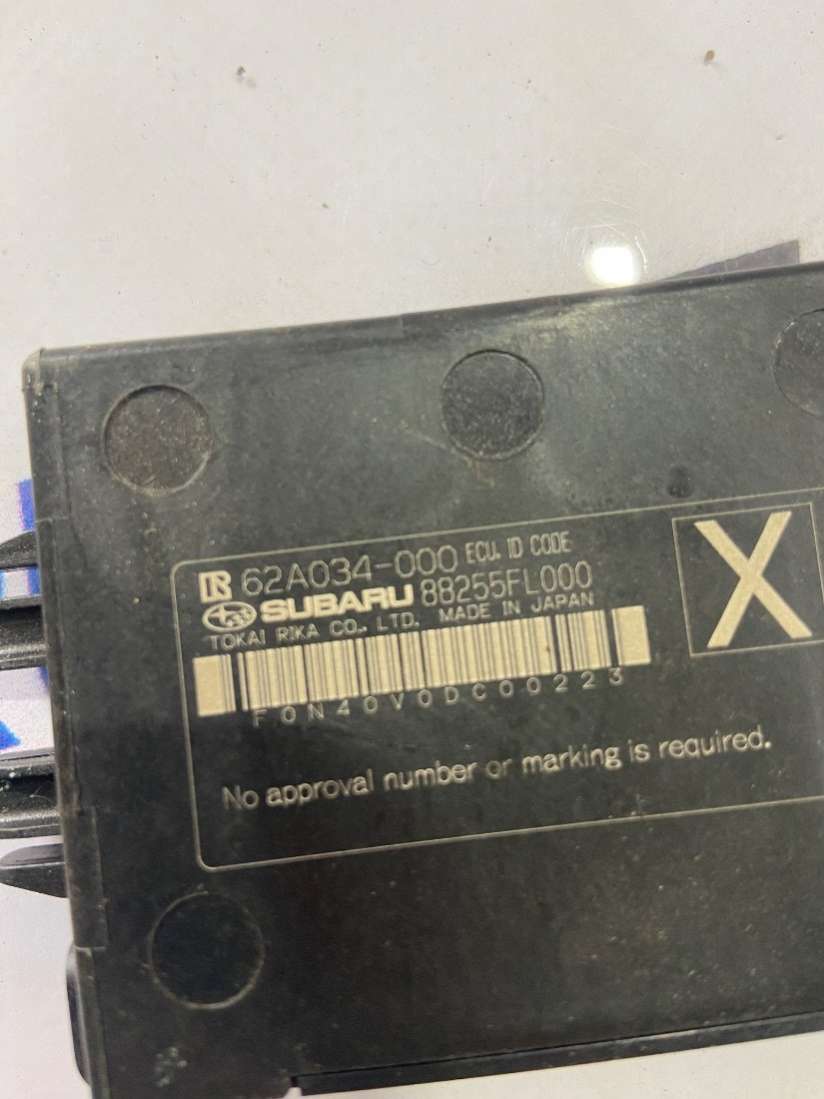 R 62A034-000 ECU. ID CODE
SUBARU 88255FL000
TOKAI RIKA CO., LTD. MADE IN JAPAN
X
F0N40V0DC00223
No approval number or marking is required.